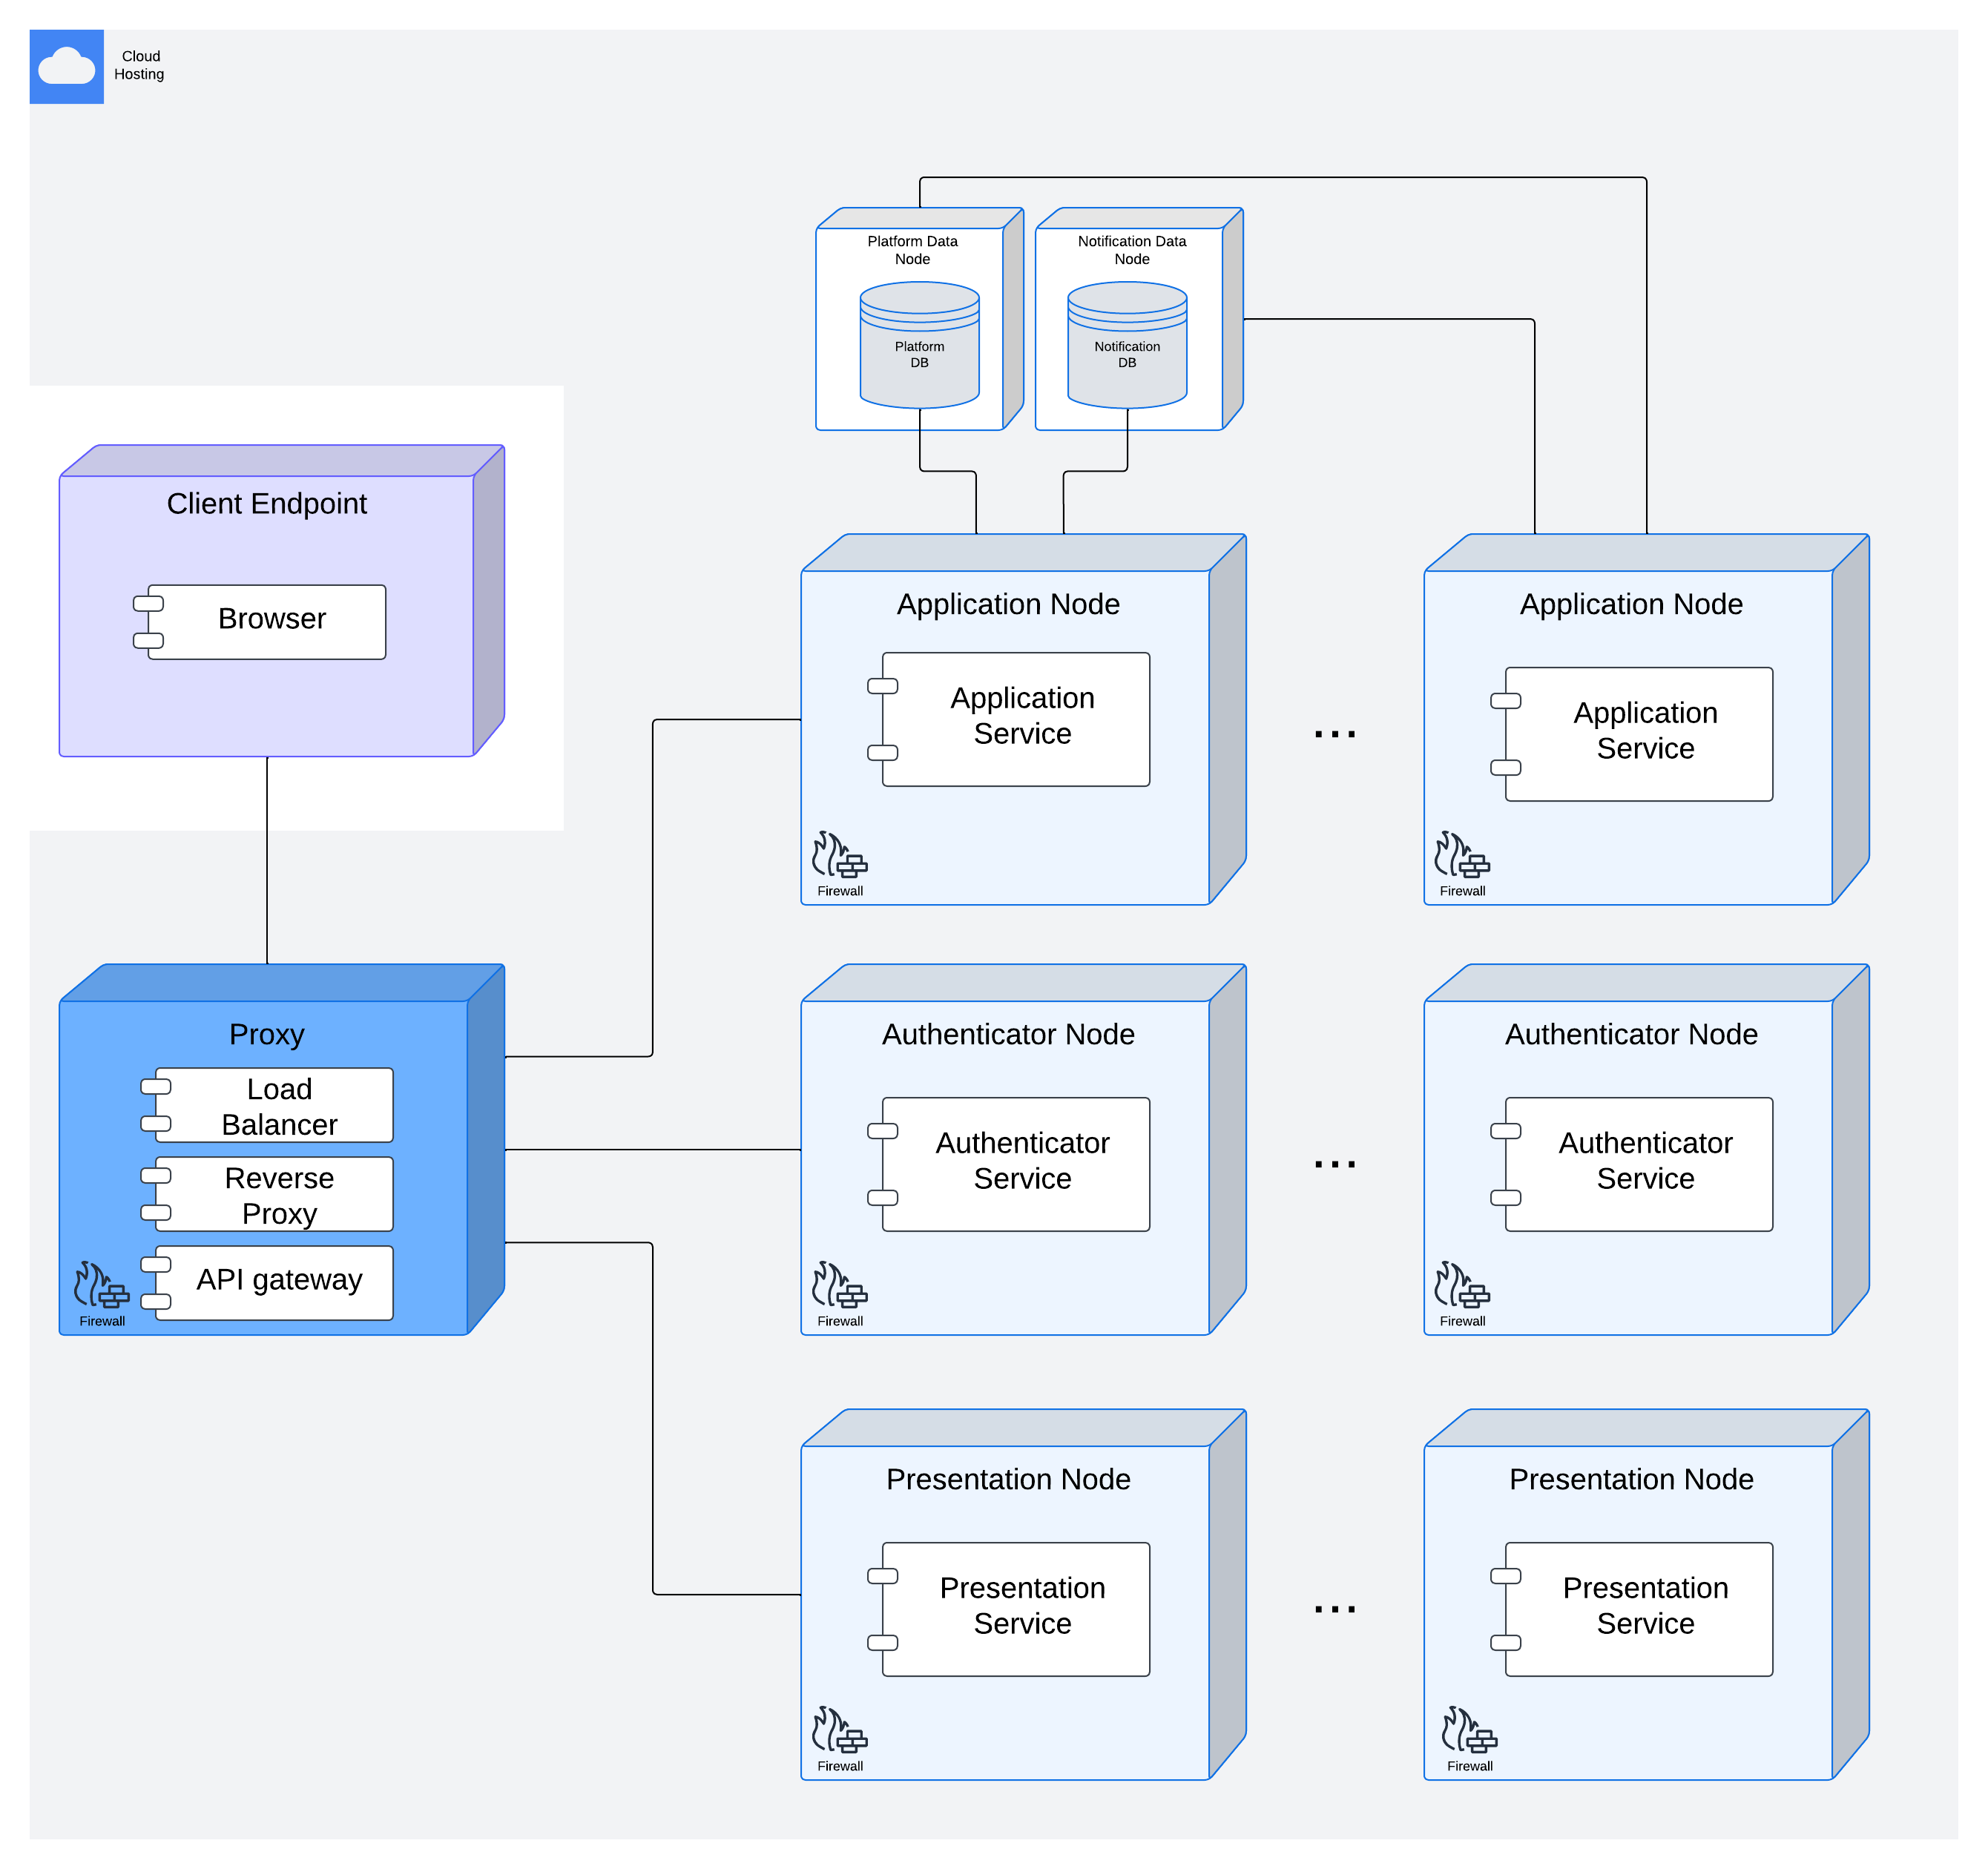 Cloud
Hosting
Platform Data
Node
Platform
DB
Notification Data
Node
Notification
DB
Client Endpoint
Browser
Application Node
Application
Service
Firewall
...
Application Node
Application
Service
Firewall
Proxy
Load
Balancer
Reverse
Proxy
API gateway
Firewall
Authenticator Node
Authenticator
Service
Firewall
...
Authenticator Node
Authenticator
Service
Firewall
Presentation Node
Presentation
Service
Firewall
...
Presentation Node
Presentation
Service
Firewall